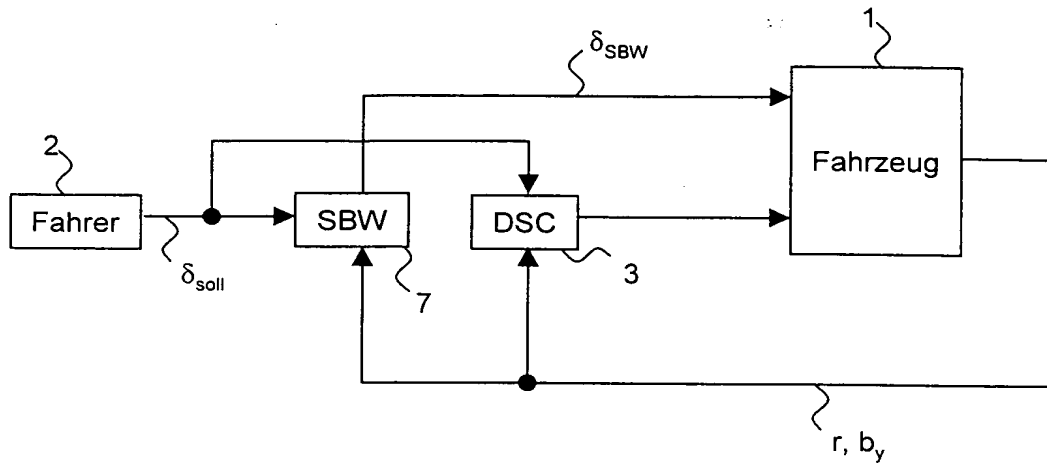 1
δSBW
2
Fahrzeug
Fahrer
SBW
DSC
δsoll
7
3
r, by